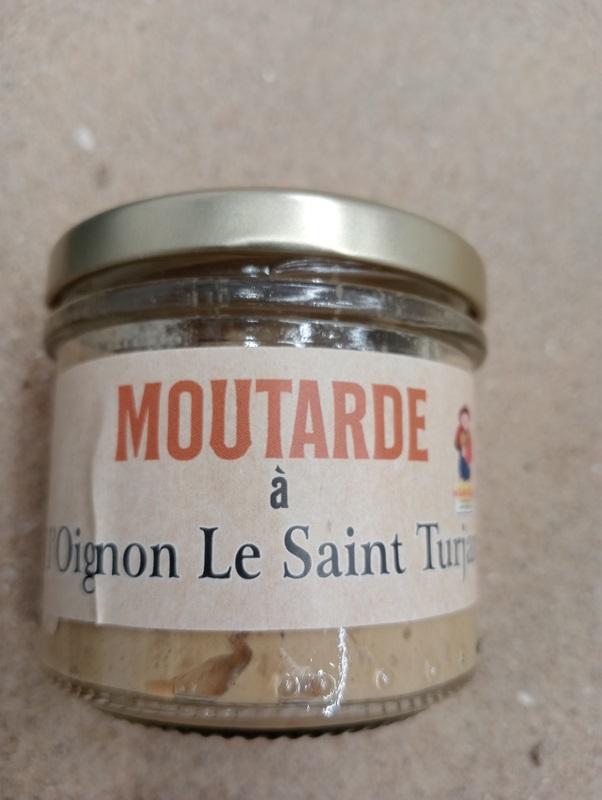 MOUTARDE
à
l'Oignon Le Saint Turja